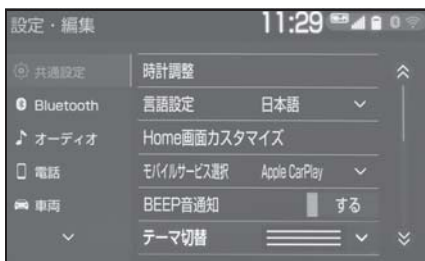 設定・編集
11:29
0
共通設定
時計調整
Bluetooth
言語設定
日本語
オーディオ
Home画面カスタマイズ
電話
モバイルサービス選択
Apple CarPlay
車両
BEEP音通知
する
テーマ切替